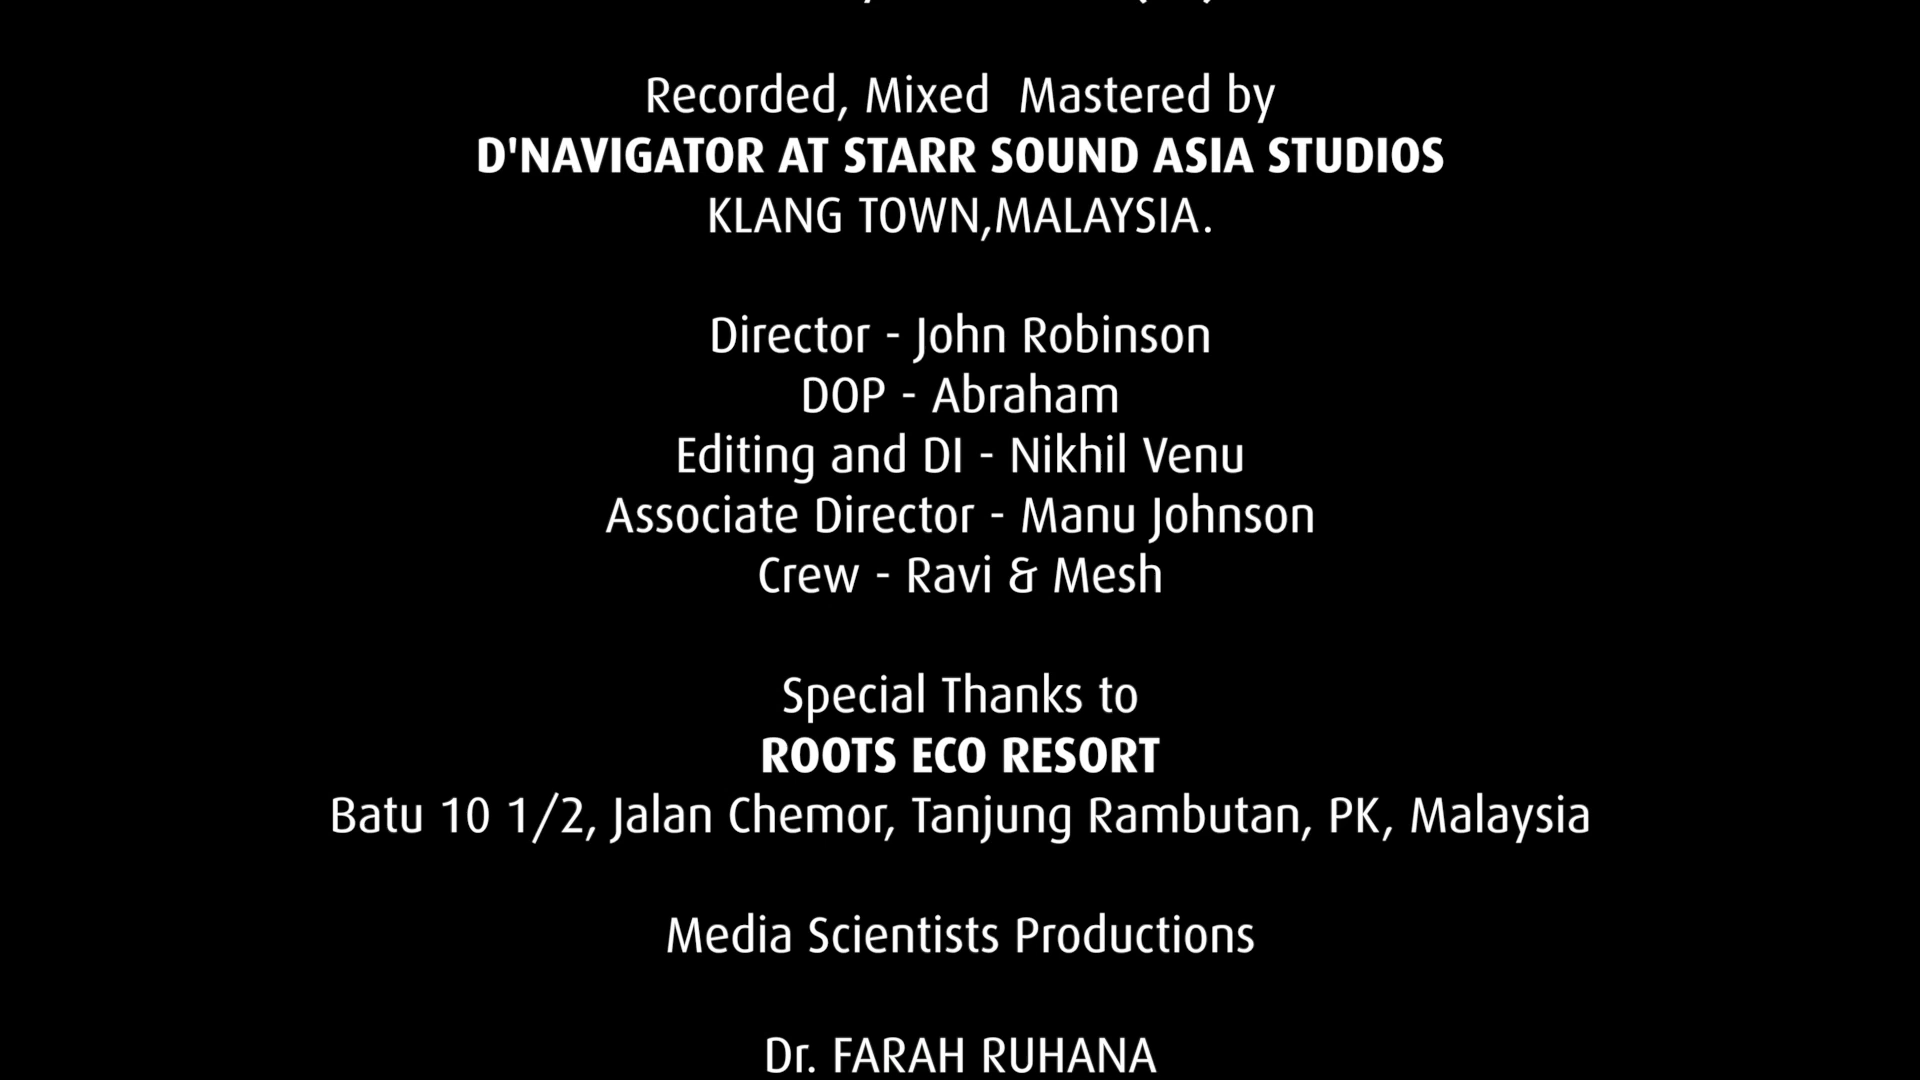 Recorded, Mixed  Mastered by
D'NAVIGATOR AT STARR SOUND ASIA STUDIOS
KLANG TOWN,MALAYSIA.
Director - John Robinson
DOP - Abraham
Editing and DI - Nikhil Venu
Associate Director - Manu Johnson
Crew - Ravi & Mesh
Special Thanks to
ROOTS ECO RESORT
Batu 10 1/2, Jalan Chemor, Tanjung Rambutan, PK, Malaysia
Media Scientists Productions
Dr. FARAH RUHANA